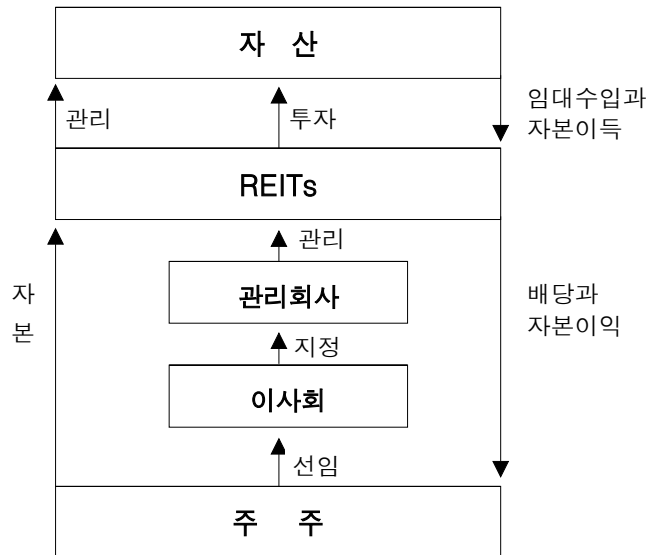 자 산
관리
투자
임대수입과
자본이득
REITs
관리
자
본
관리회사
배당과
자본이익
지정
이사회
선임
주 주